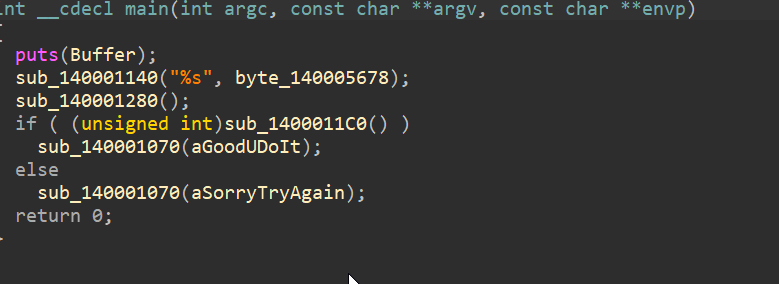 int __cdecl main(int argc, const char **argv, const char **envp)
{
puts(Buffer);
sub_140001140("%s", byte_140005678);
sub_140001280();
if ( (unsigned int)sub_1400011C0() )
sub_140001070(aGoodUDoIt);
else
sub_140001070(aSorryTryAgain);
return 0;
}